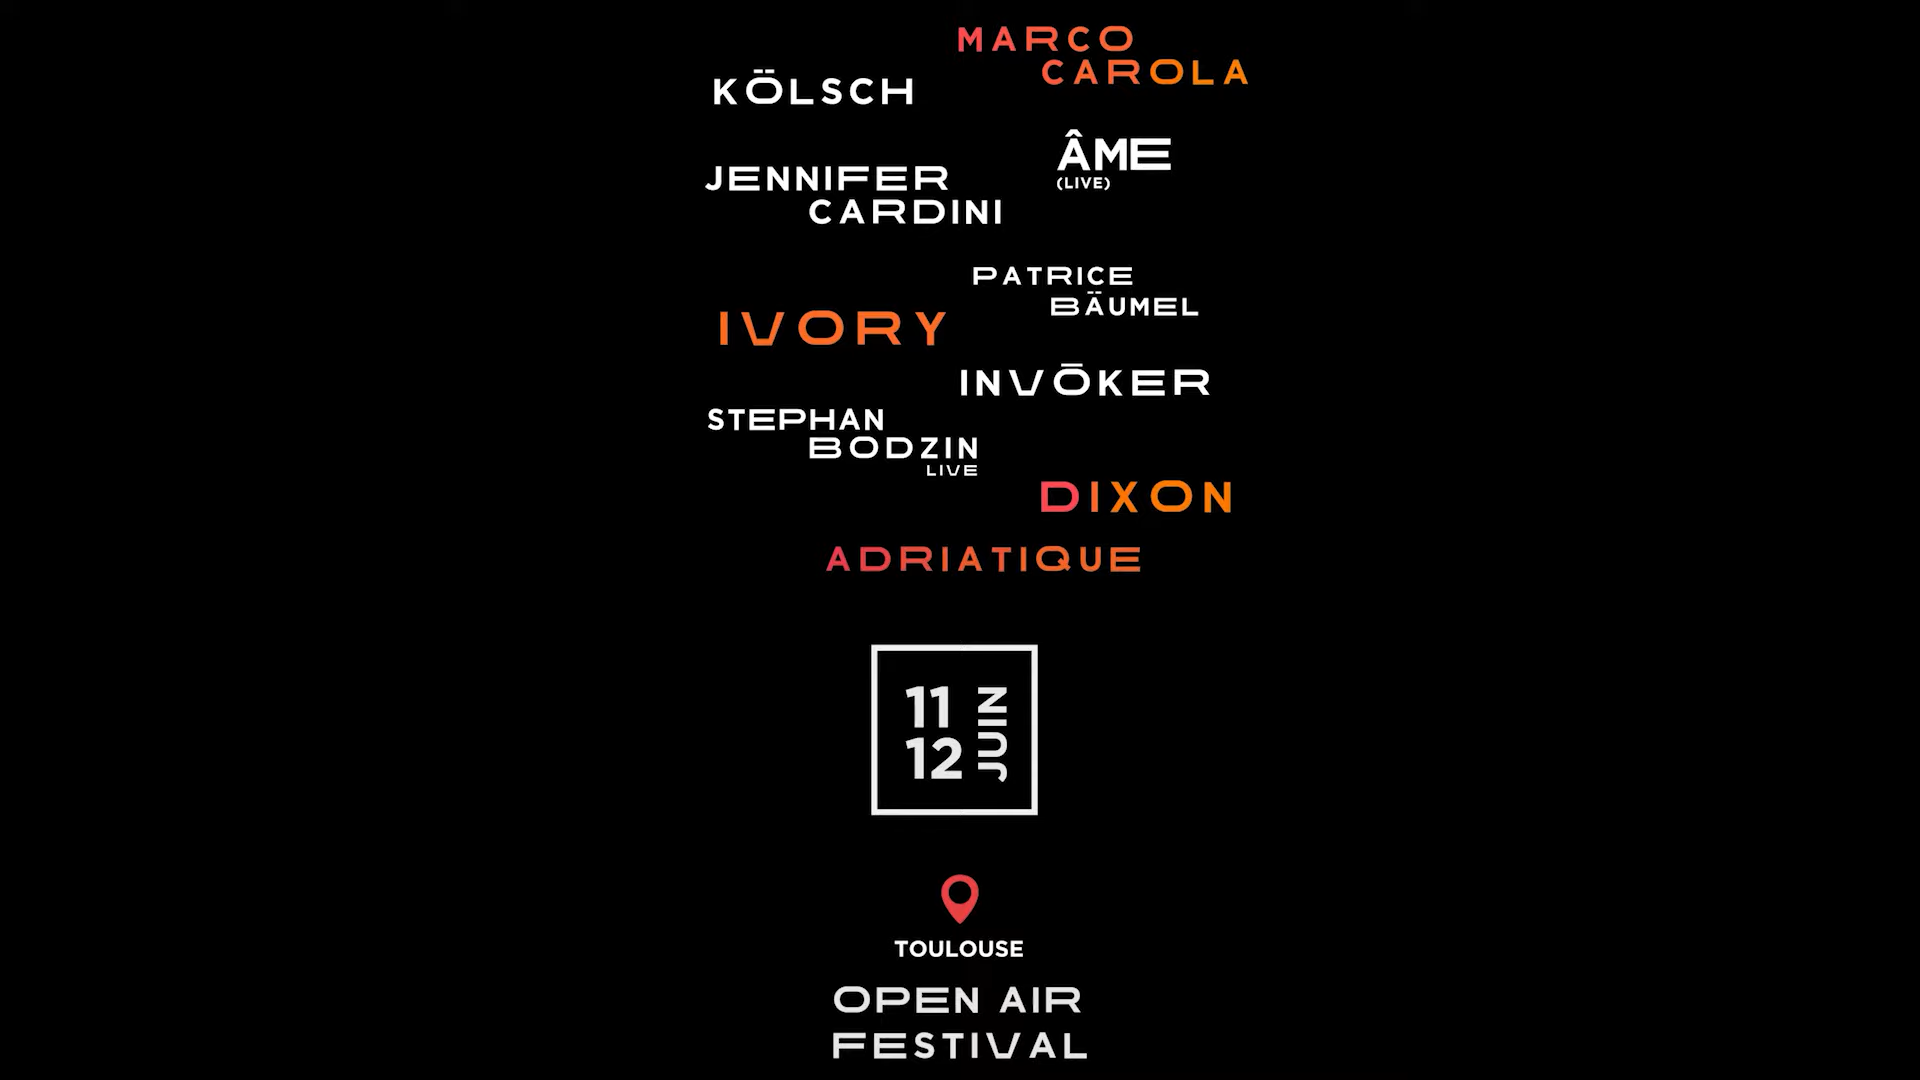 MARCO
CAROLA
KÖLSCH
ÂME
(LIVE)
JENNIFER
CARDINI
PATRICE
BÄUMEL
IVORY
INVŌKER
STEPHAN
BODZIN
LIVE
DIXON
ADRIATIQUE
11
12
JUIN
TOULOUSE
OPEN AIR
FESTIVAL